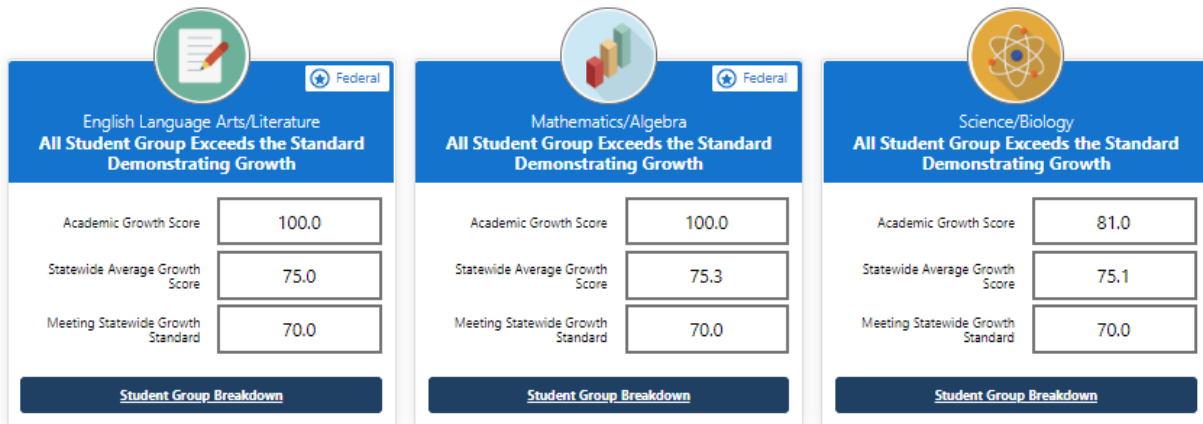 Federal
English Language Arts/Literature
All Student Group Exceeds the Standard
Demonstrating Growth
Academic Growth Score
100.0
Statewide Average Growth
Score
75.0
Meeting Statewide Growth
Standard
70.0
Student Group Breakdown
Federal
Mathematics/Algebra
All Student Group Exceeds the Standard
Demonstrating Growth
Academic Growth Score
100.0
Statewide Average Growth
Score
75.3
Meeting Statewide Growth
Standard
70.0
Student Group Breakdown
Science/Biology
All Student Group Exceeds the Standard
Demonstrating Growth
Academic Growth Score
81.0
Statewide Average Growth
Score
75.1
Meeting Statewide Growth
Standard
70.0
Student Group Breakdown